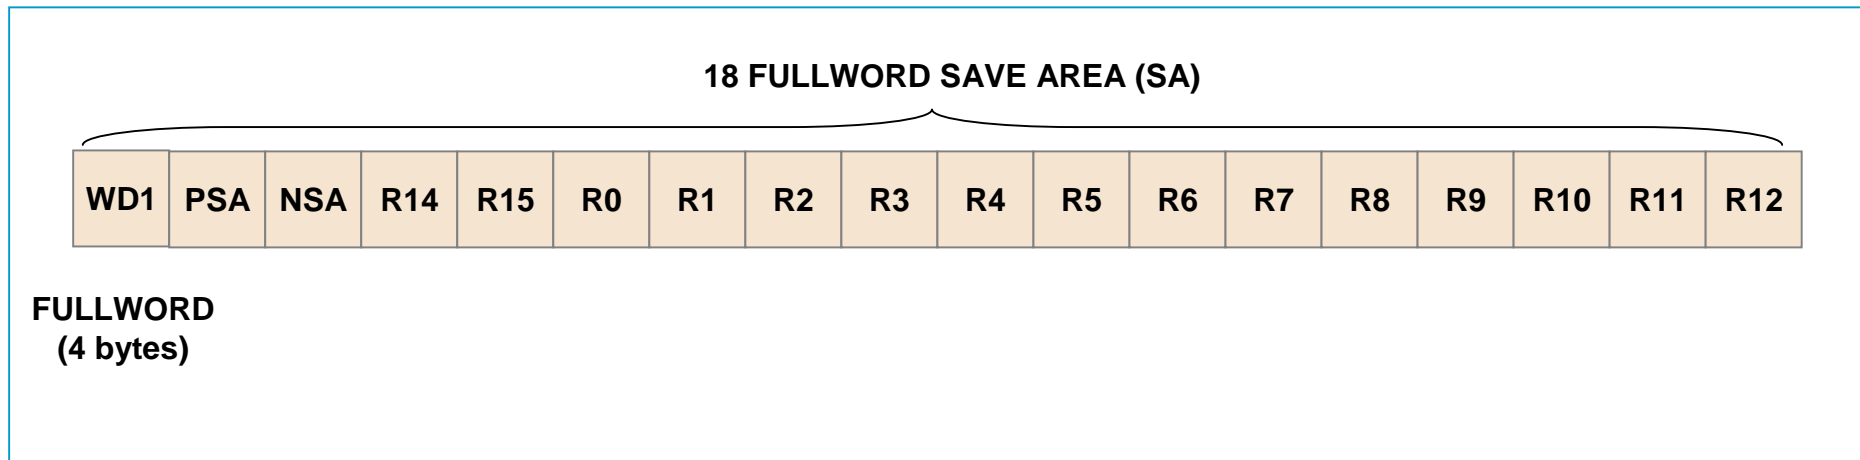 18 FULLWORD SAVE AREA (SA)
WD1 PSA NSA R14 R15 R0 R1 R2 R3 R4 R5 R6 R7 R8 R9 R10 R11 R12
FULLWORD
(4 bytes)